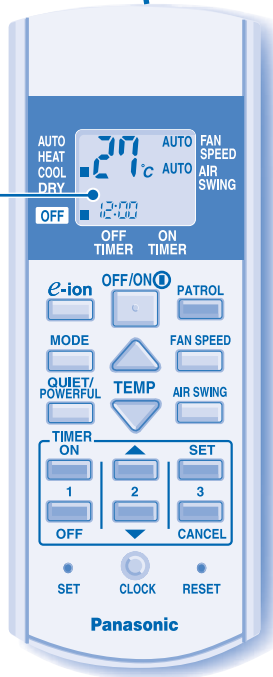 AUTO
HEAT
COOL
DRY
OFF
27°C
AUTO
AUTO
FAN
SPEED
AIR
SWING
12:00
OFF
TIMER
ON
TIMER
e-ion
OFF/ON
PATROL
MODE
FAN SPEED
QUIET/
POWERFUL
TEMP
AIR SWING
TIMER
ON
SET
1
2
3
OFF
CANCEL
SET
CLOCK
RESET
Panasonic